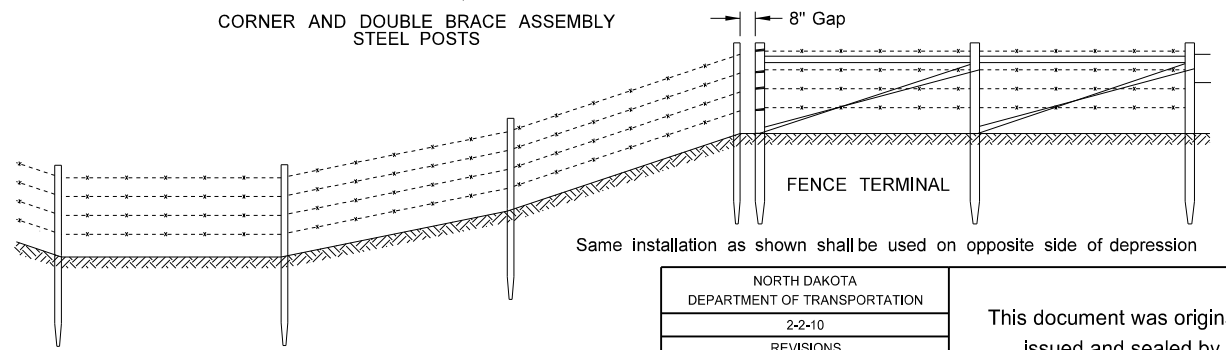 CORNER AND DOUBLE BRACE ASSEMBLY
STEEL POSTS
8" Gap
FENCE TERMINAL
Same installation as shown shall be used on opposite side of depression
NORTH DAKOTA
DEPARTMENT OF TRANSPORTATION
2-2-10
REVISIONS
This document was
issued and sealed by